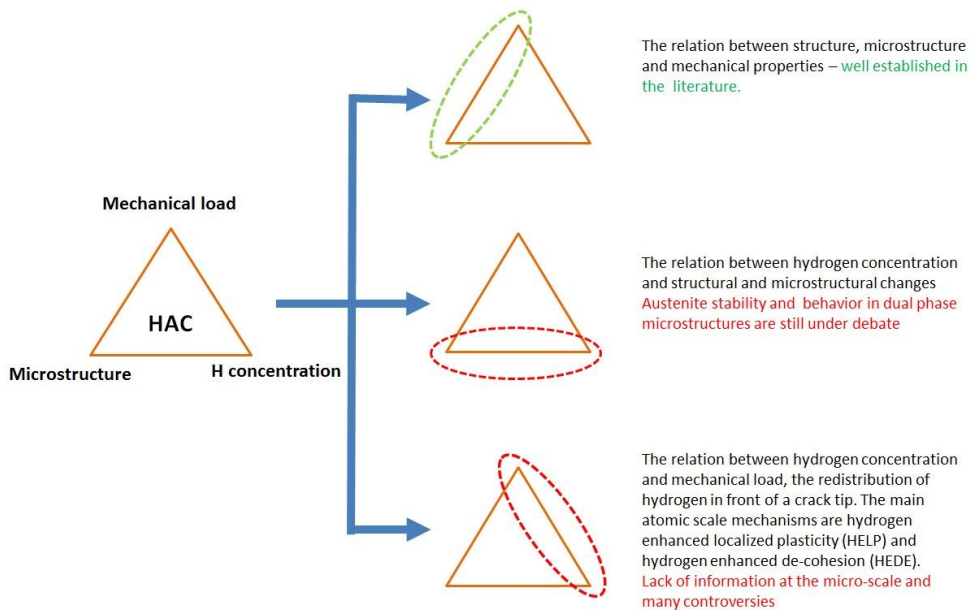 The relation between structure, microstructure
and mechanical properties – well established in
the literature.
Mechanical load
HAC
Microstructure
H concentration
The relation between hydrogen concentration
and structural and microstructural changes
Austenite stability and behavior in dual phase
microstructures are still under debate
The relation between hydrogen concentration
and mechanical load, the redistribution of
hydrogen in front of a crack tip. The main
atomic scale mechanisms are hydrogen
enhanced localized plasticity (HELP) and
hydrogen enhanced de-cohesion (HEDE).
Lack of information at the micro-scale and
many controversies